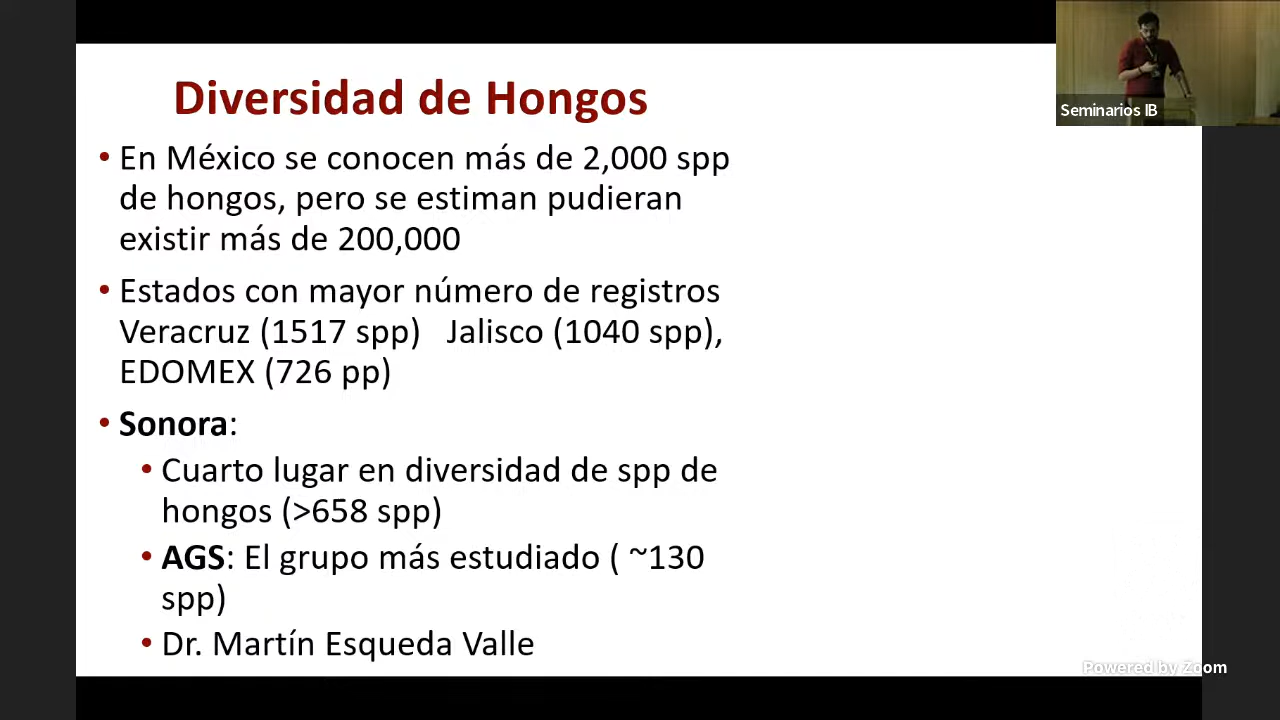 Diversidad de Hongos
• En México se conocen más de 2,000 spp
de hongos, pero se estiman pudieran
existir más de 200,000
• Estados con mayor número de registros
Veracruz (1517 spp) Jalisco (1040 spp),
EDOMEX (726 pp)
• Sonora:
• Cuarto lugar en diversidad de spp de
hongos (>658 spp)
• AGS: El grupo más estudiado ( ~130
spp)
• Dr. Martín Esqueda Valle
Seminarios IB
Powered by Zoom